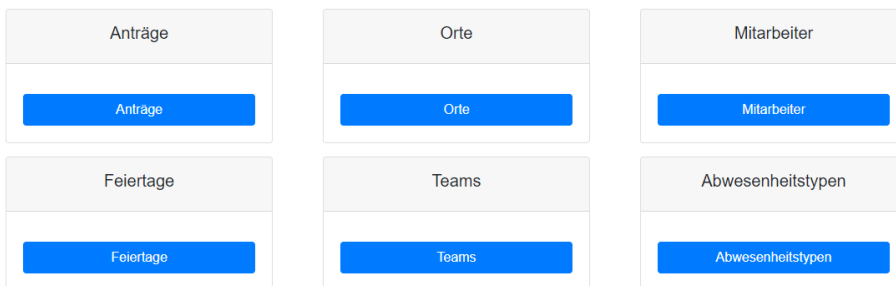 Anträge
Orte
Mitarbeiter
Anträge
Orte
Mitarbeiter
Feiertage
Teams
Abwesenheitstypen
Feiertage
Teams
Abwesenheitstypen